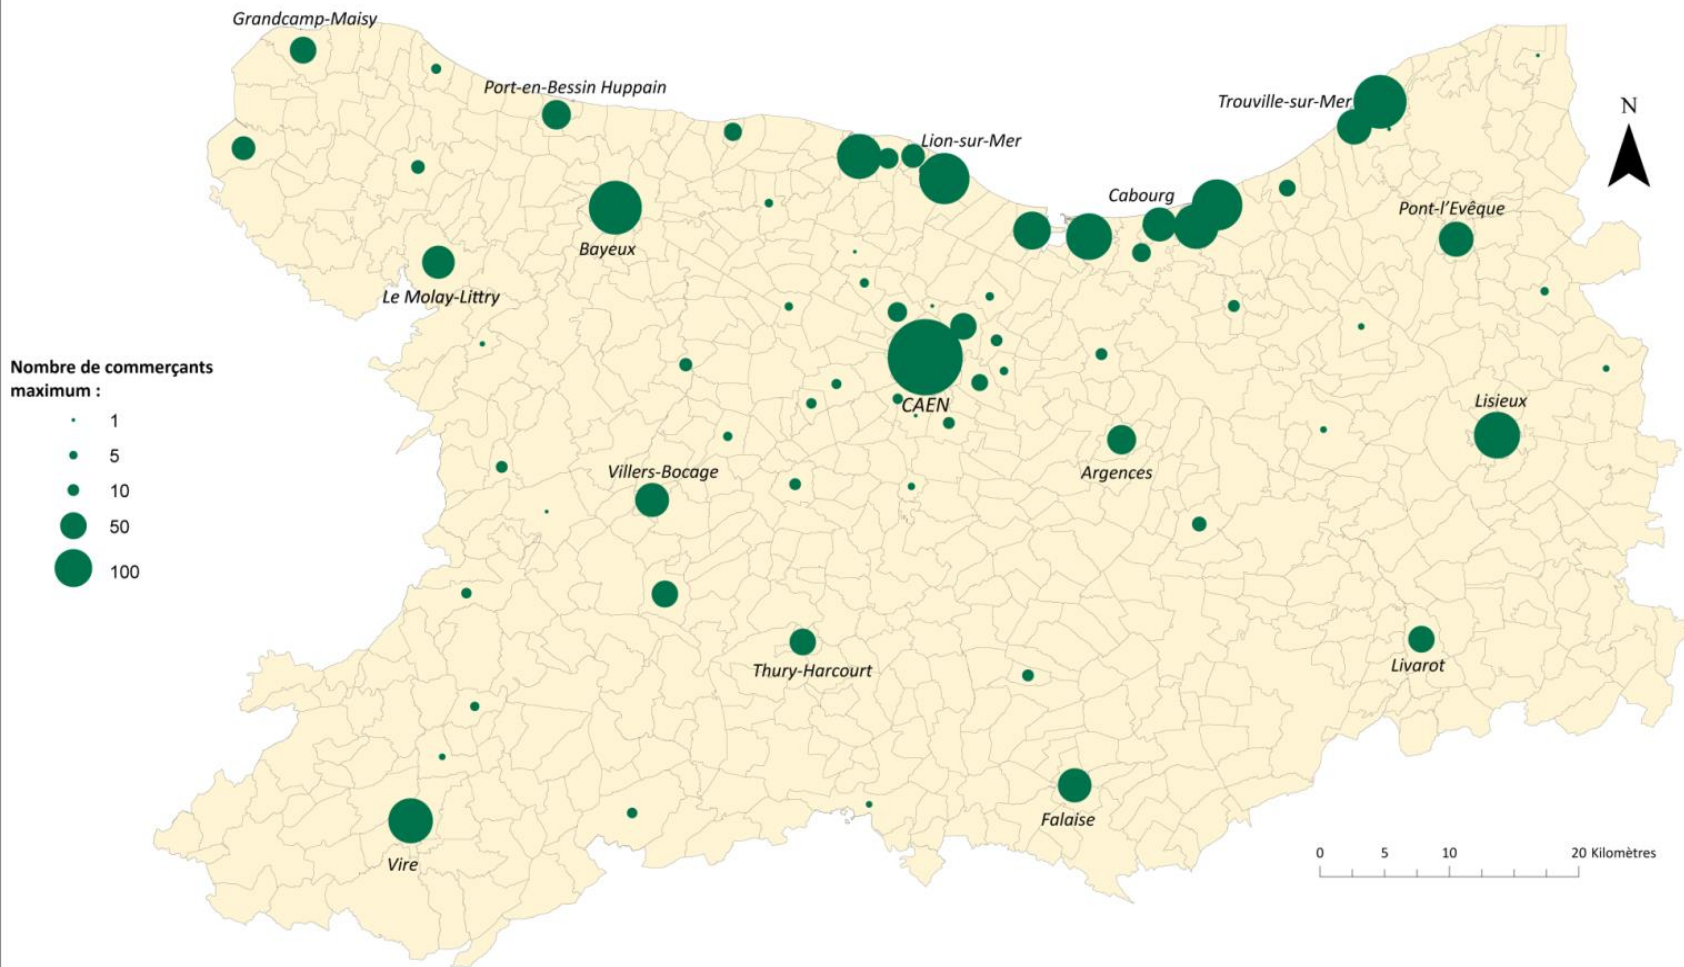 Grandcamp-Maisy
Port-en-Bessin Huppain
Trouville-sur-Mer
N
Lion-sur-Mer
Cabourg
Pont-l’Evêque
Bayeux
Le Molay-Littry
Nombre de commerçants
maximum :
1
5
10
50
100
CAEN
Lisieux
Villers-Bocage
Argences
Thury-Harcourt
Livarot
Falaise
Vire
0 5 10 20 Kilomètres